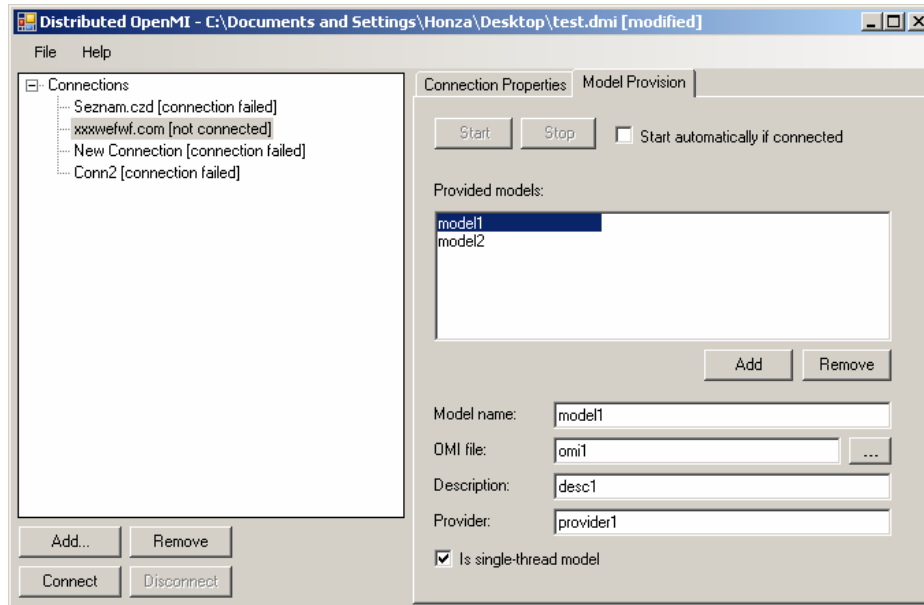 Distributed OpenMI - C:\Documents and Settings\Honza\Desktop\test.dmi [modified]
File Help
Connections
Seznam.czd [connection failed]
xxxwefwf.com [not connected]
New Connection [connection failed]
Conn2 [connection failed]
Add... Remove
Connect Disconnect
Connection Properties Model Provision
Start Stop Start automatically if connected
Provided models:
model1
model2
Add Remove
Model name: model1
OMI file: omi1 ...
Description: desc1
Provider: provider1
Is single-thread model